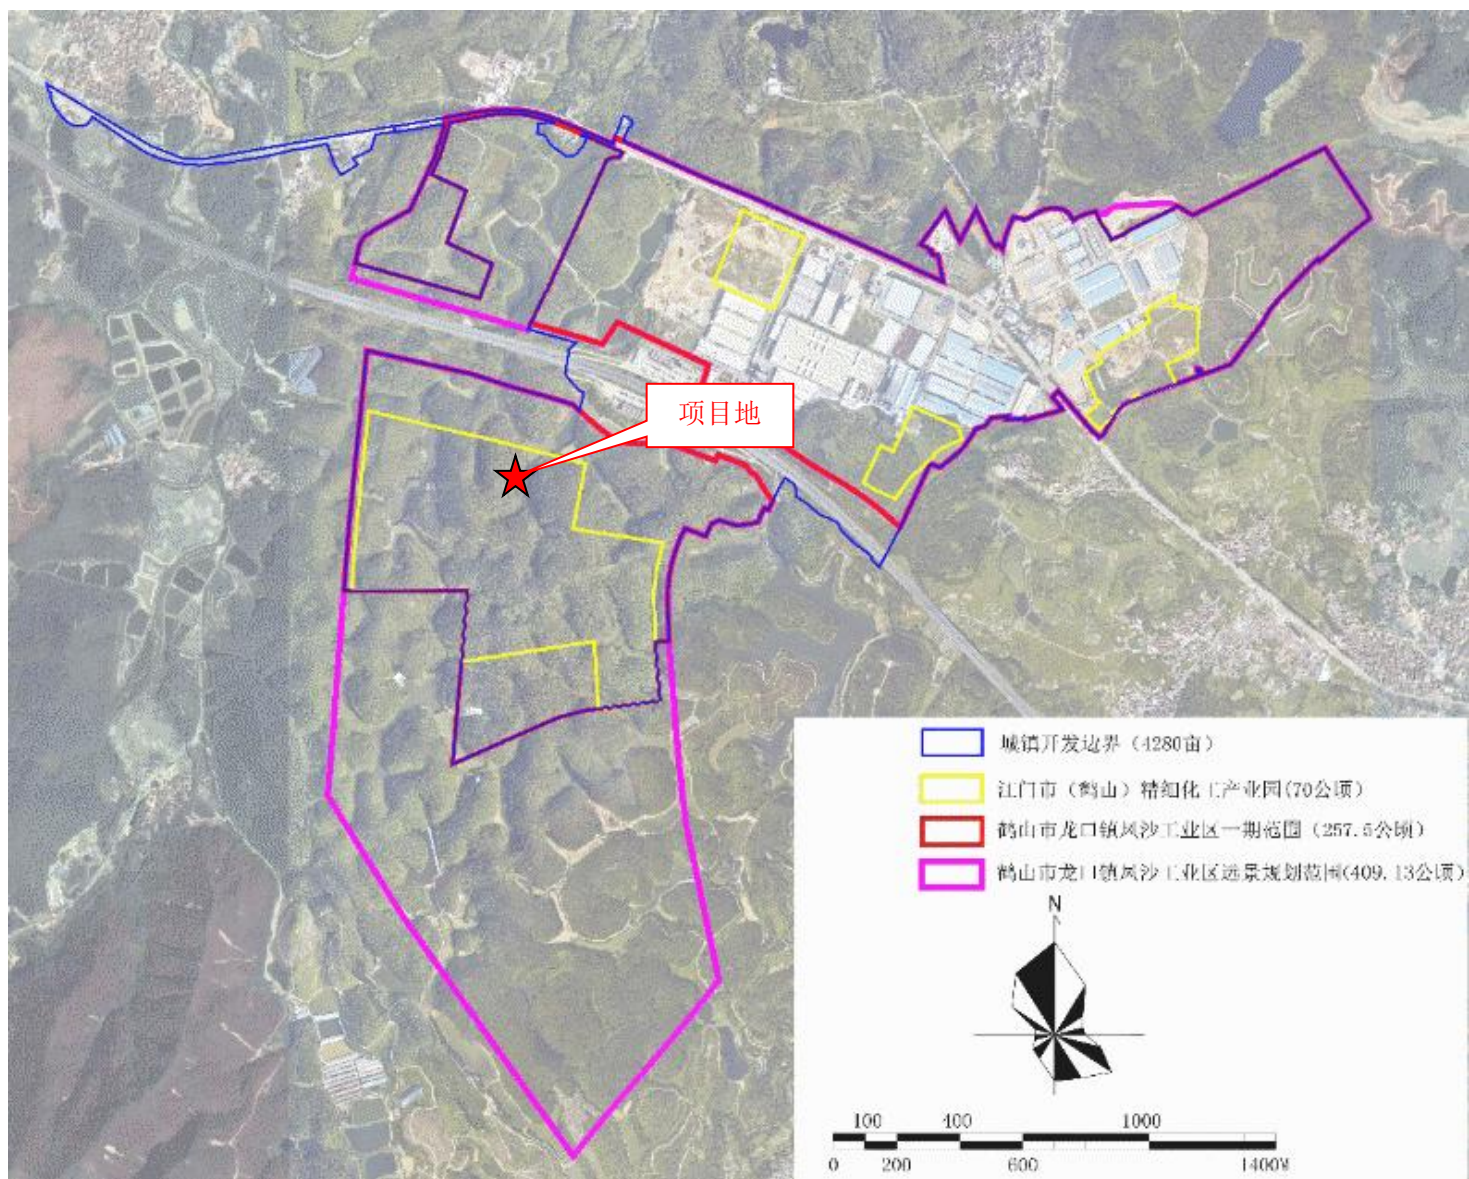 项目地
城镇开发边界（4280亩）
江门市（鹤山）精细化工产业园(70公顷）
鹤山市龙口镇凤沙工业区一期范围（257.5公顷）
鹤山市龙口镇凤沙工业区远景规划范围(409.13公顷）
N
100 400 1000
0 200 600 1400M